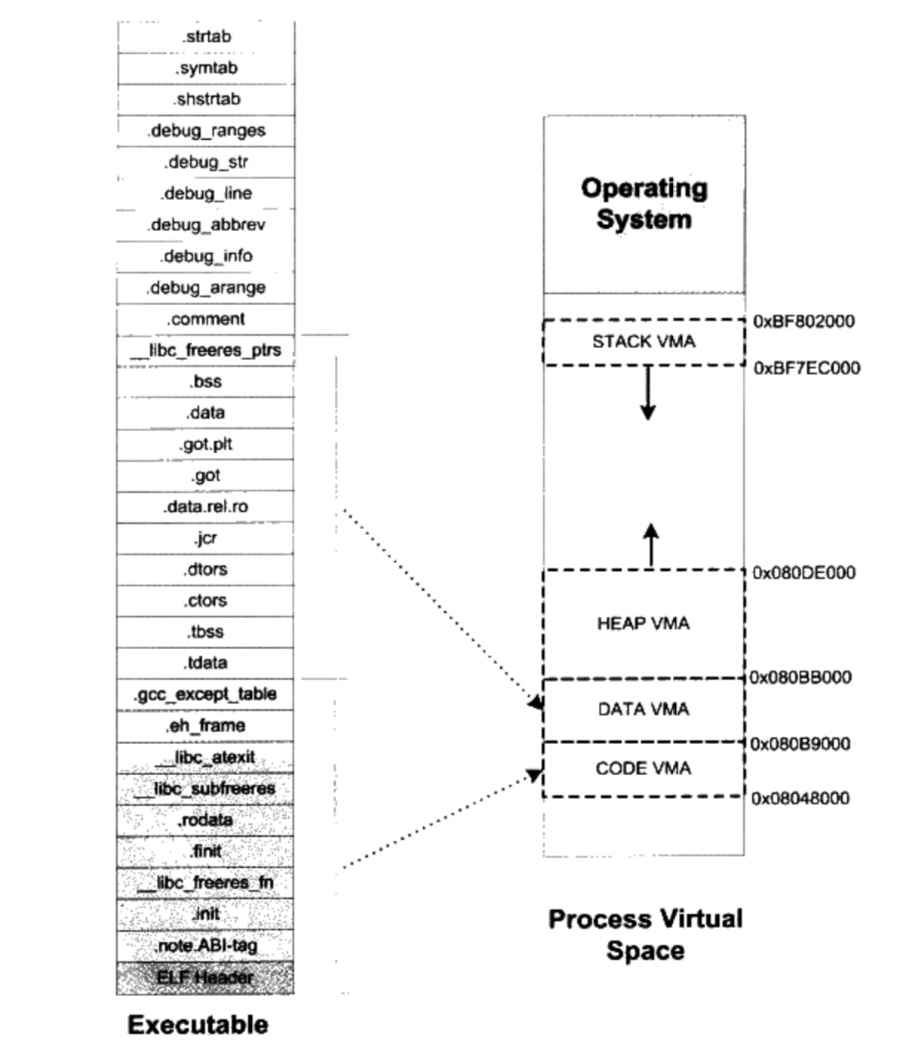 .strtab
.symtab
.shstrtab
.debug_ranges
.debug_str
.debug_line
.debug_abbrev
.debug_info
.debug_arange
.comment
__libc_freeres_ptrs
.bss
.data
.got.plt
.got
.data.rel.ro
.jcr
.dtors
.ctors
.tbss
.tdata
.gcc_except_table
.eh_frame
__libc_atexit
__libc_subfreeres
.rodata
.finit
__libc_freeres_fn
.init
.note.ABI-tag
ELF Header
Executable
Operating
System
0xBF802000
STACK VMA
0xBF7EC000
0x080DE000
HEAP VMA
0x080BB000
DATA VMA
0x080B9000
CODE VMA
0x08048000
Process Virtual
Space